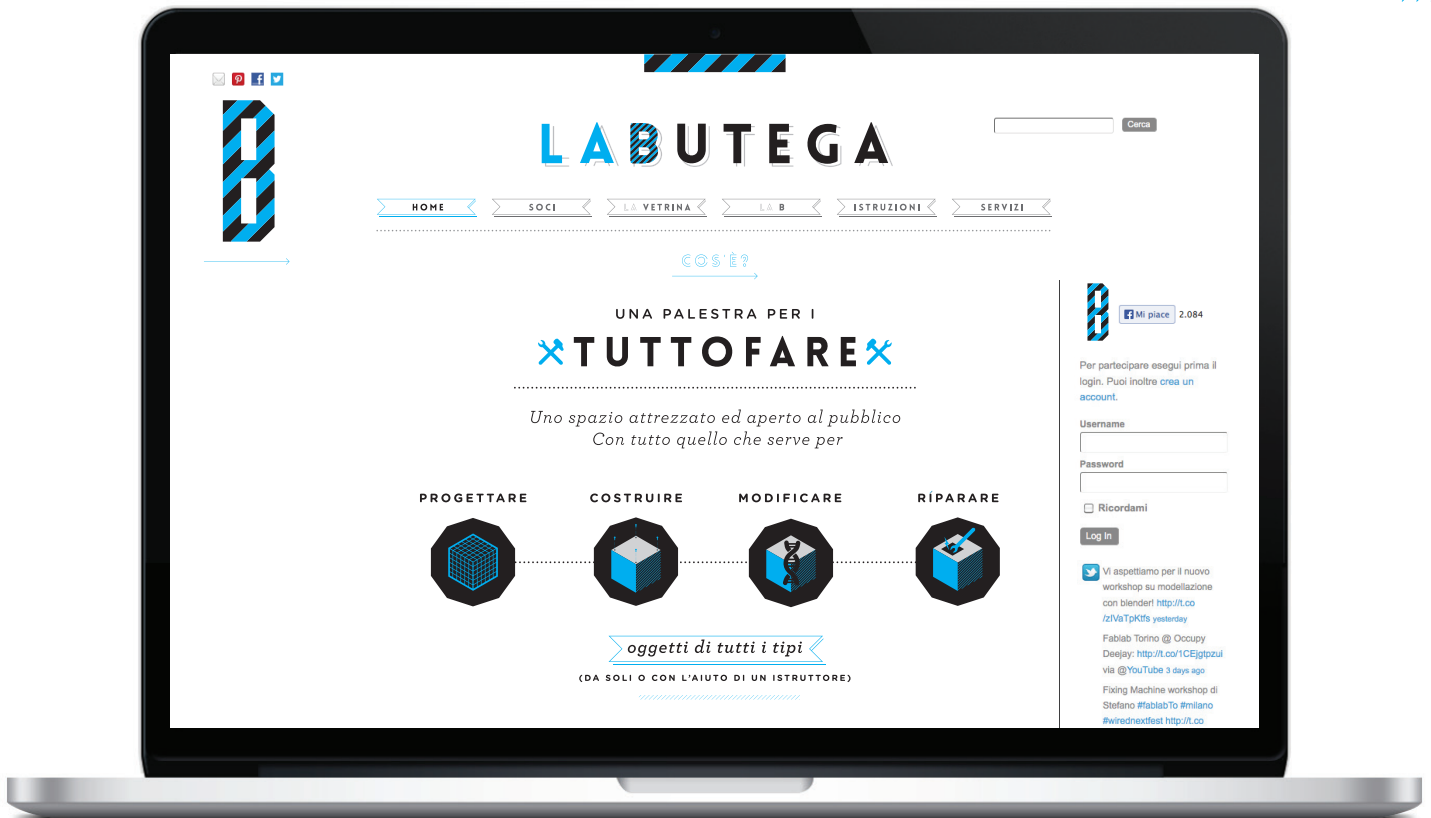 LABUTEGA
Cerca
HOME
SOCI
LA VETRINA
LA B
ISTRUZIONI
SERVIZI
COS'È?
UNA PALESTRA PER I
TUTTOFARE
Uno spazio attrezzato ed aperto al pubblico
Con tutto quello che serve per
PROGETTARE
COSTRUIRE
MODIFICARE
RIPARARE
oggetti di tutti i tipi
(DA SOLI O CON L'AIUTO DI UN ISTRUTTORE)
B
Mi piace 2.084
Per partecipare esegui prima il
login. Puoi inoltre crea un
account.
Username
Password
Ricordami
Log In
Vi aspettiamo per il nuovo
workshop su modellazione
con blender! http://t.co
/zIVaTpKtfs yesterday
Fablab Torino @ Occupy
Deejay: http://t.co/1CEjgtpzuI
via @YouTube 3 days ago
Fixing Machine workshop di
Stefano #fablabTo #milano
#wirednextfest http://t.co